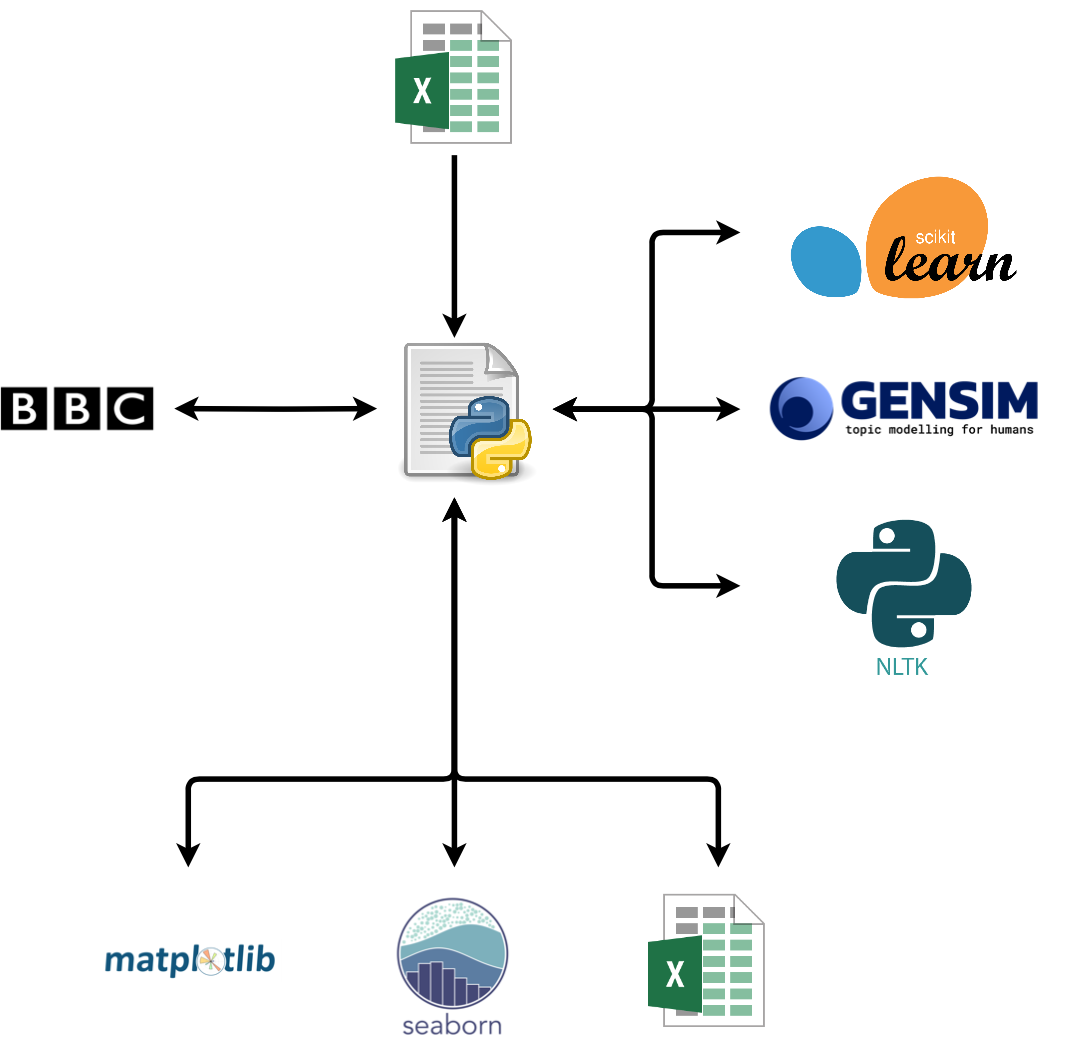 X
scikit
learn
BBC
GENSIM
topic modelling for humans
NLTK
matplotlib
seaborn
X